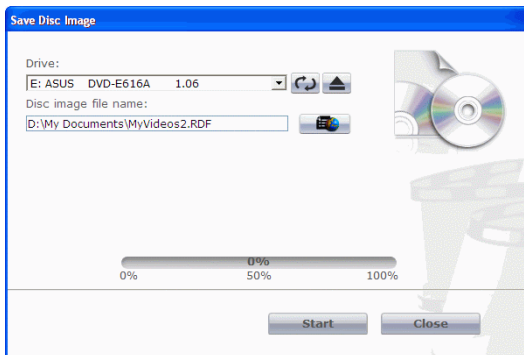 Save Disc Image
Drive:
E: ASUS DVD-E616A 1.06
Disc image file name:
D:\My Documents\MyVideos2.RDF
0%
0% 50% 100%
Start Close